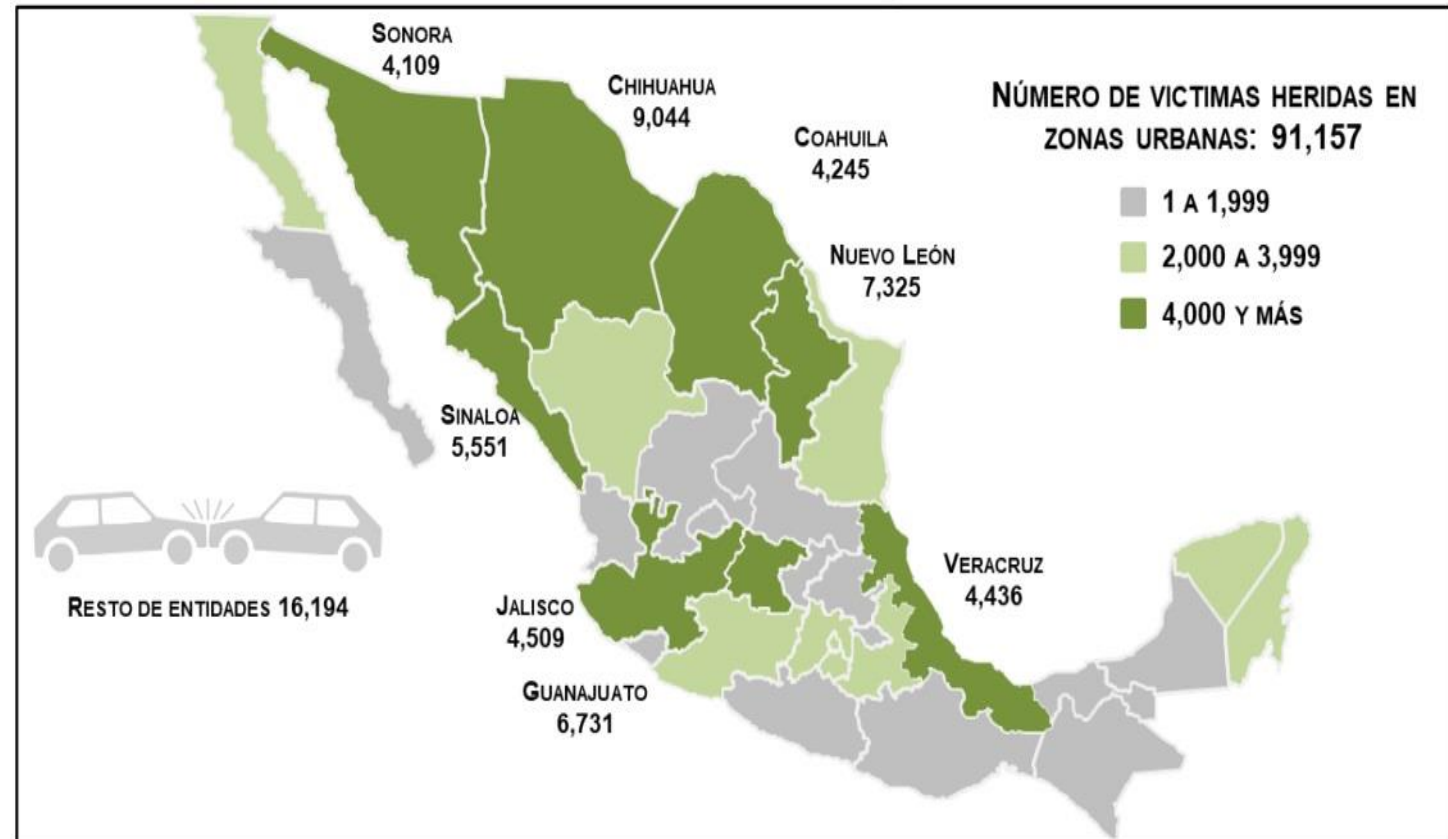 SONORA
4,109
CHIHUAHUA
9,044
COAHUILA
4,245
NUEVO LEÓN
7,325
NÚMERO DE VICTIMAS HERIDAS EN
ZONAS URBANAS: 91,157
1 A 1,999
2,000 A 3,999
4,000 Y MÁS
SINALOA
5,551
RESTO DE ENTIDADES 16,194
JALISCO
4,509
GUANAJUATO
6,731
VERACRUZ
4,436